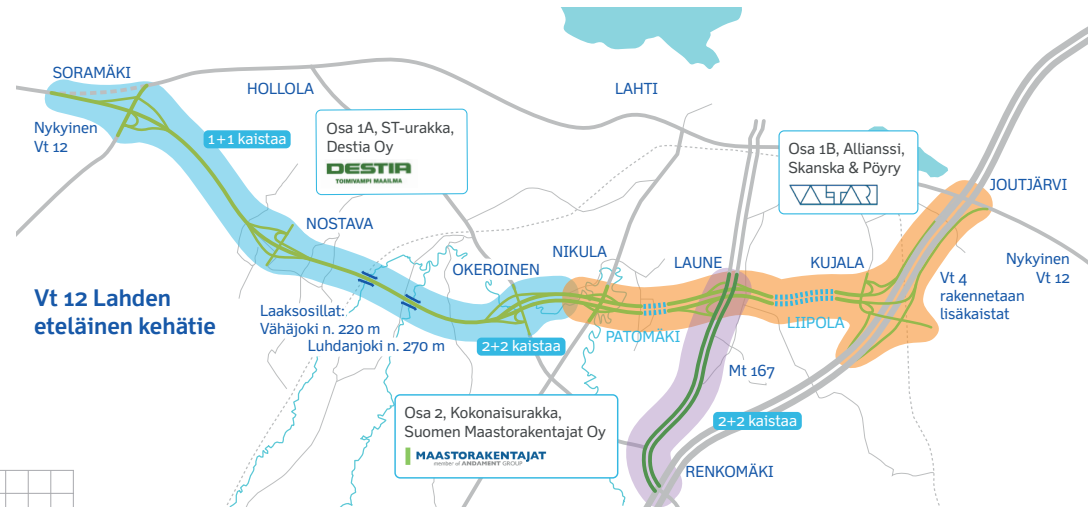 SORAMÄKI
HOLLOLA
LAHTI
Nykyinen
Vt 12
1+1 kaistaa
Osa 1A, ST-urakka,
Destia Oy
DESTIA
TOIMIVAMPI MAAILMA
Osa 1B, Allianssi,
Skanska & Pöyry
VALTARI
JOUTJÄRVI
NOSTAVA
NIKULA
OKEROINEN
LAUNE
KUJALA
Nykyinen
Vt 12
Vt 4
rakennetaan
lisäkaistat
Vt 12 Lahden
eteläinen kehätie
Laaksosillat:
Vähäjoki n. 220 m
Luhdanjoki n. 270 m
2+2 kaistaa
PATOMÄKI
LIIPOLA
Mt 167
Osa 2, Kokonaisurakka,
Suomen Maastorakentajat Oy
MAASTORAKENTAJAT
member of ANDAMENT GROUP
2+2 kaistaa
RENKOMÄKI